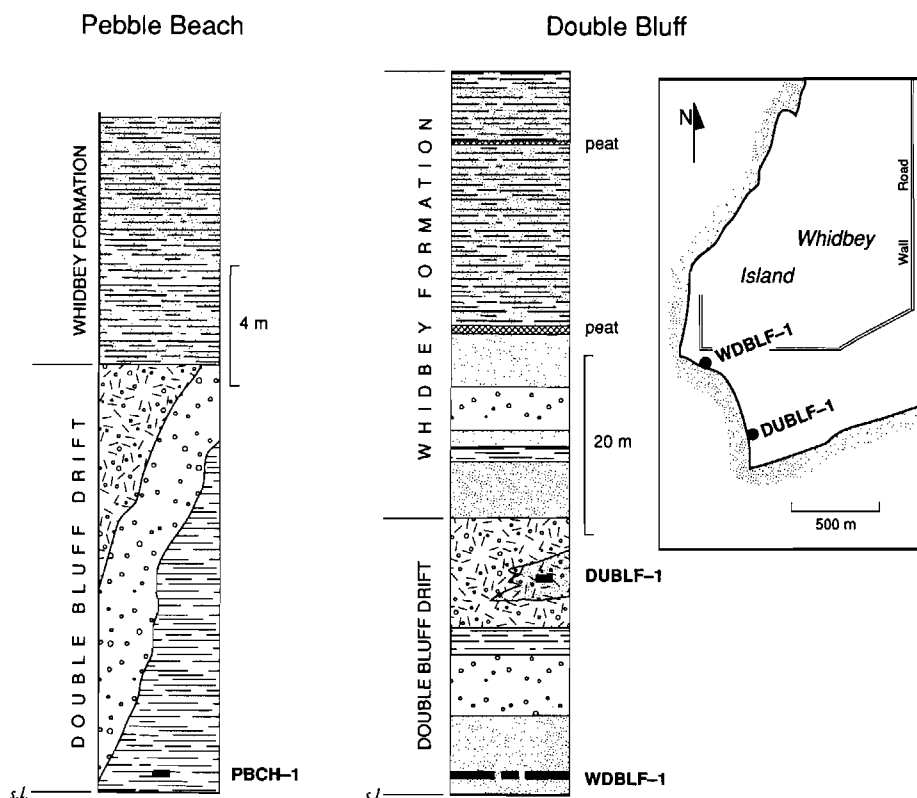 Pebble Beach
Double Bluff
WHIDBEY FORMATION
DOUBLE BLUFF DRIFT
4 m
PBCH–1
s.l.
WHIDBEY FORMATION
DOUBLE BLUFF DRIFT
peat
peat
20 m
DUBLF–1
WDBLF–1
s.l.
N
Whidbey
Island
Wall Road
WDBLF–1
DUBLF–1
500 m